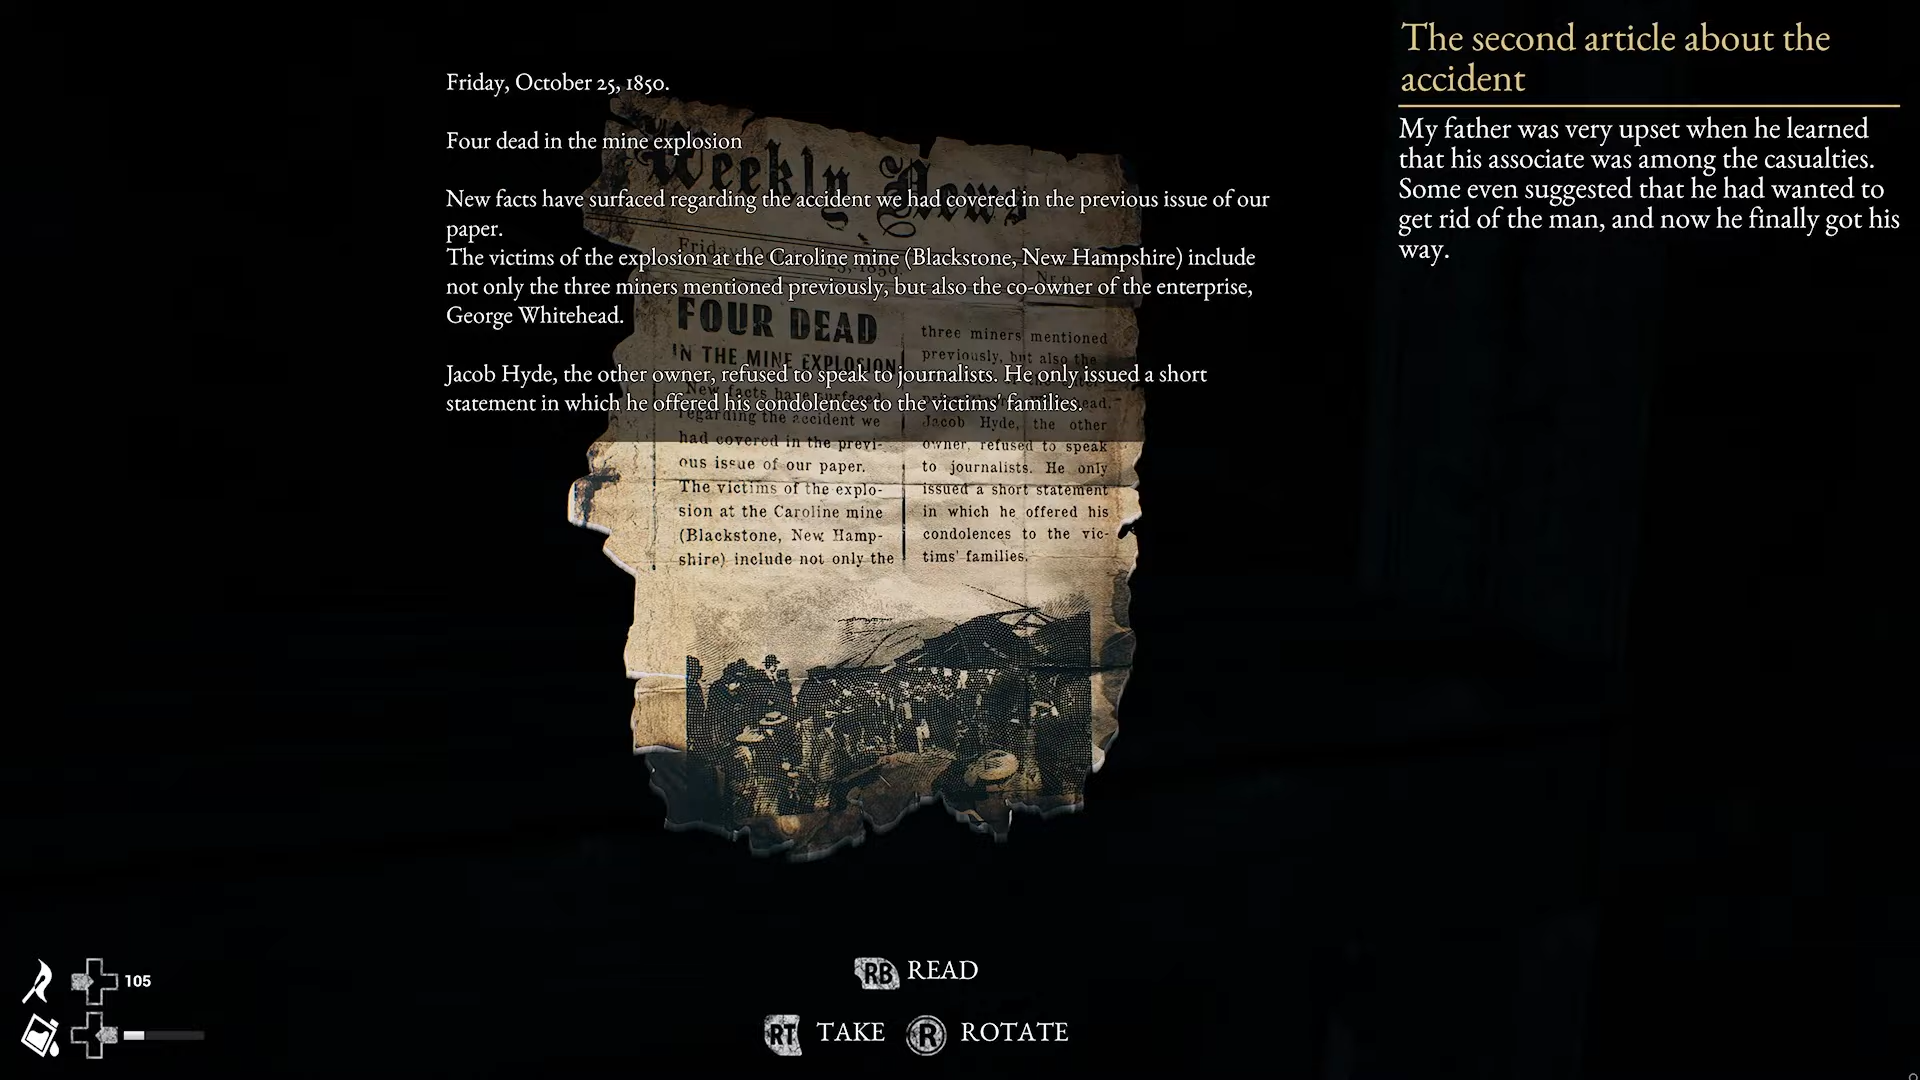 Friday, October 25, 1850.
Four dead in the mine explosion
New facts have surfaced regarding the accident we had covered in the previous issue of our
paper.
The victims of the explosion at the Caroline mine (Blackstone, New Hampshire) include
not only the three miners mentioned previously, but also the co-owner of the enterprise,
George Whitehead.
Jacob Hyde, the other owner, refused to speak to journalists. He only issued a short
statement in which he offered his condolences to the victims' families.
The second article about the
accident
My father was very upset when he learned
that his associate was among the casualties.
Some even suggested that he had wanted to
get rid of the man, and now he finally got his
way.
Weekly News
Friday 25, 1850.
FOUR DEAD
IN THE MINE EXPLOSION
New facts have surfaced
regarding the accident we
had covered in the previ-
ous issue of our paper.
The victims of the explo-
sion at the Caroline mine
(Blackstone, New Hamp-
shire) include not only the
three miners mentioned
previously, but also the
Jacob Hyde, the other
owner, refused to speak
to journalists. He only
issued a short statement
in which he offered his
condolences to the vic-
tims' families.
105
RB READ
RT TAKE R ROTATE